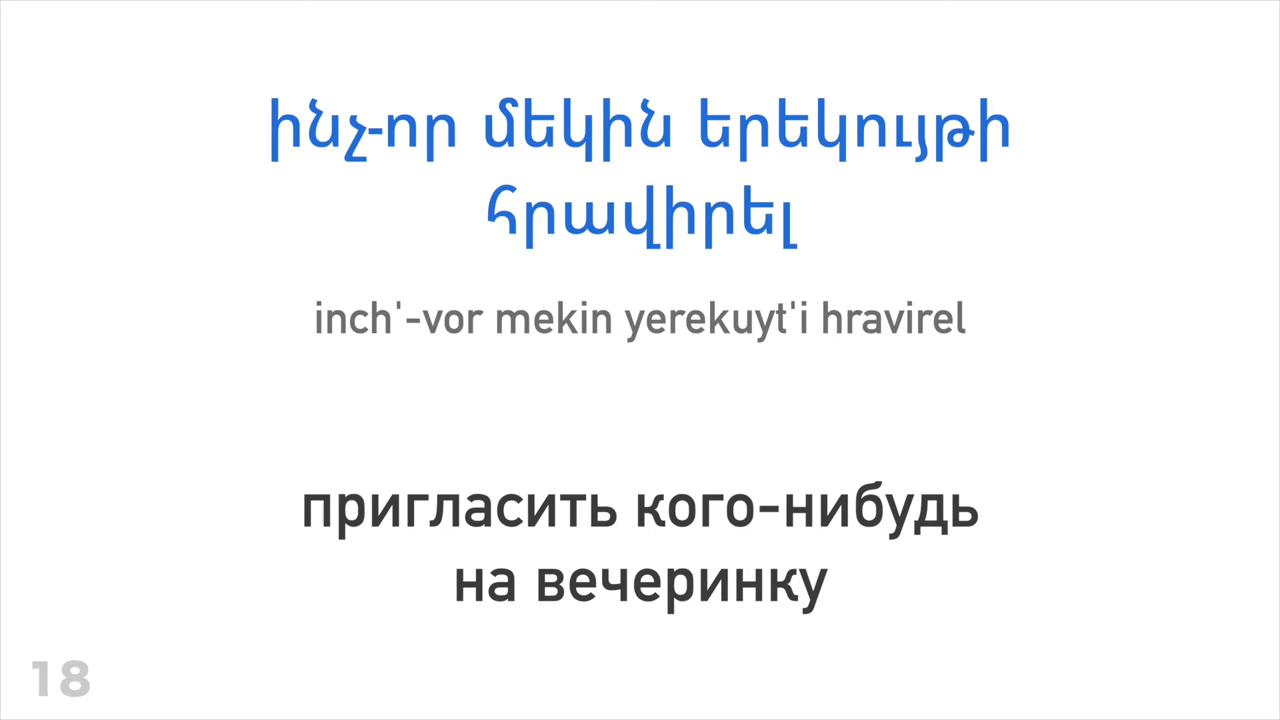 ինչ-որ մեկին երեկույթի
հրավիրել
inch'-vor mekin yerekuyt'i hravirel
пригласить кого-нибудь
на вечеринку
18